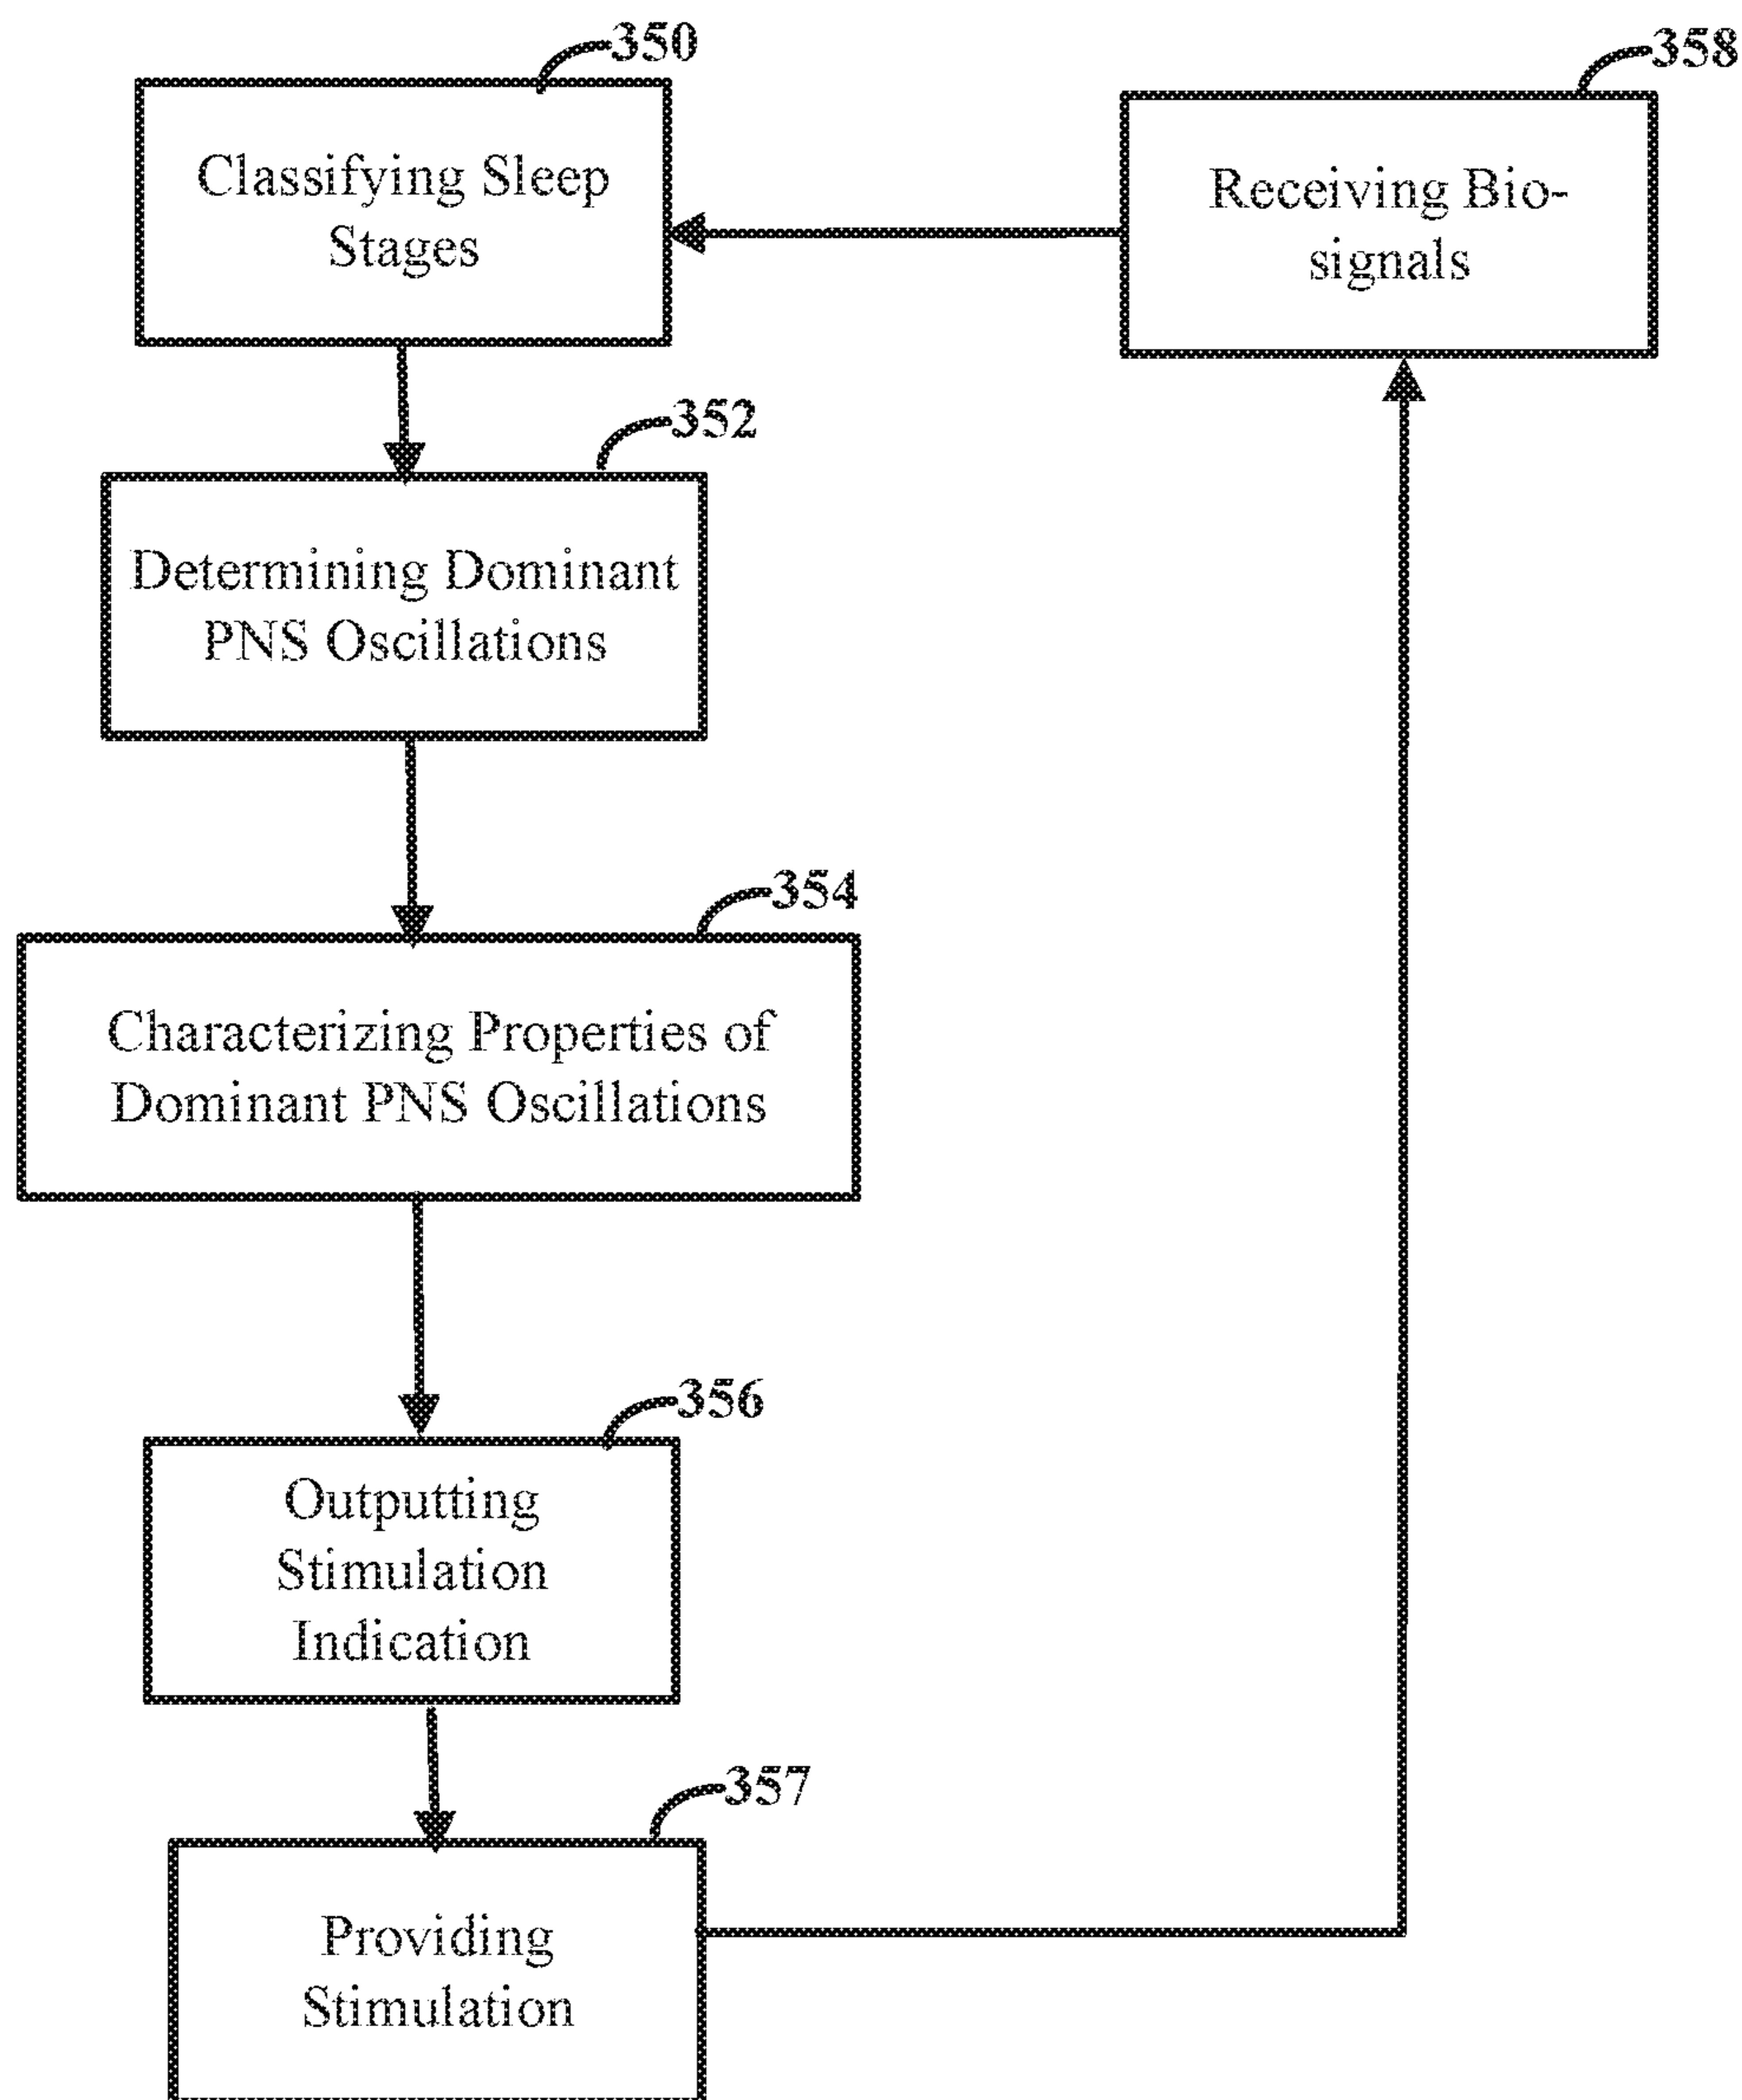 350
Classifying Sleep
Stages
358
Receiving Bio-
signals
352
Determining Dominant
PNS Oscillations
354
Characterizing Properties of
Dominant PNS Oscillations
356
Outputting
Stimulation
Indication
357
Providing
Stimulation